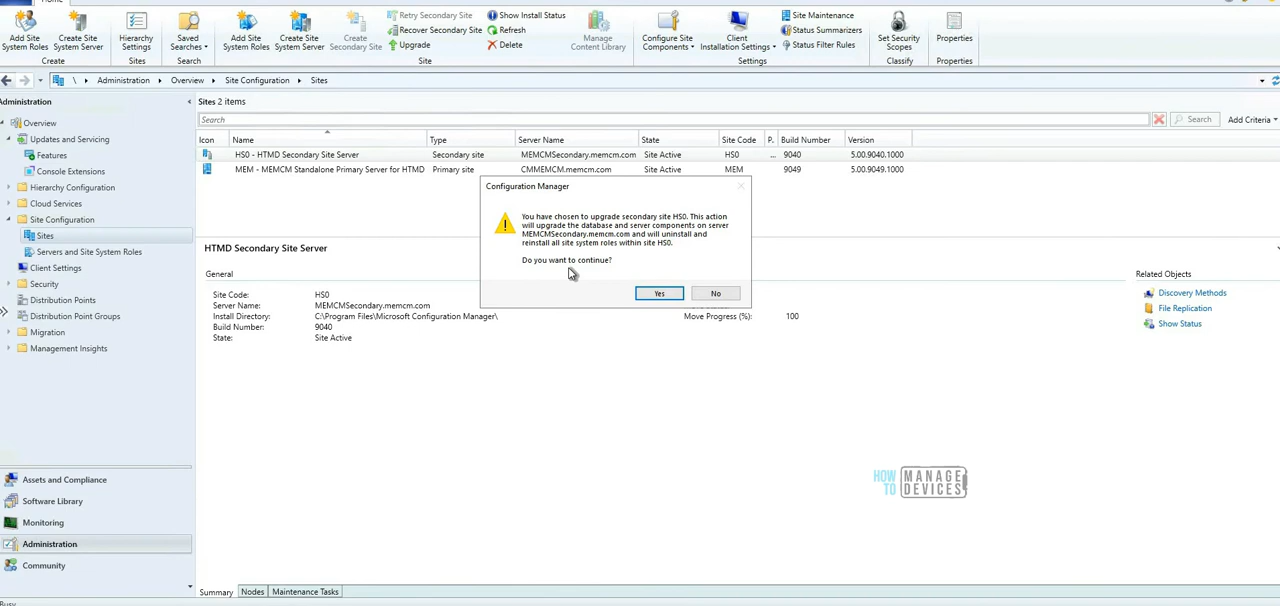 Home
Add Site
System Roles
Create Site
System Server
Create
Hierarchy
Settings
Sites
Saved
Searches
Search
Add Site
System Roles
Create Site
System Server
Create
Secondary Site
Retry Secondary Site
Recover Secondary Site
Upgrade
Show Install Status
Refresh
Delete
Manage
Content Library
Site
Configure Site
Components
Client
Installation Settings
Site Maintenance
Status Summarizers
Status Filter Rules
Settings
Set Security
Scopes
Classify
Properties
Properties
\ Administration Overview Site Configuration Sites
Administration
Overview
Updates and Servicing
Features
Console Extensions
Hierarchy Configuration
Cloud Services
Site Configuration
Sites
Servers and Site System Roles
Client Settings
Security
Distribution Points
Distribution Point Groups
Migration
Management Insights
Assets and Compliance
Software Library
Monitoring
Administration
Community
Sites 2 items
Search
Search
Add Criteria
Icon Name Type Server Name State Site Code P. Build Number Version
HS0 - HTMD Secondary Site Server Secondary site MEMCMSecondary.memcm.com Site Active HS0 ... 9040 5.00.9040.1000
MEM - MEMCM Standalone Primary Server for HTMD Primary site CMMEMCM.memcm.com Site Active MEM 9049 5.00.9049.1000
Configuration Manager
You have chosen to upgrade secondary site HS0. This action
will upgrade the database and server components on server
MEMCMSecondary.memcm.com and will uninstall and
reinstall all site system roles within site HS0.
Do you want to continue?
Yes No
HTMD Secondary Site Server
General
Site Code: HS0
Server Name: MEMCMSecondary.memcm.com
Install Directory: C:\Program Files\Microsoft Configuration Manager\
Build Number: 9040
State: Site Active
Move Progress (%): 100
Related Objects
Discovery Methods
File Replication
Show Status
HOW
TO
MANAGE
DEVICES
Summary Nodes Maintenance Tasks